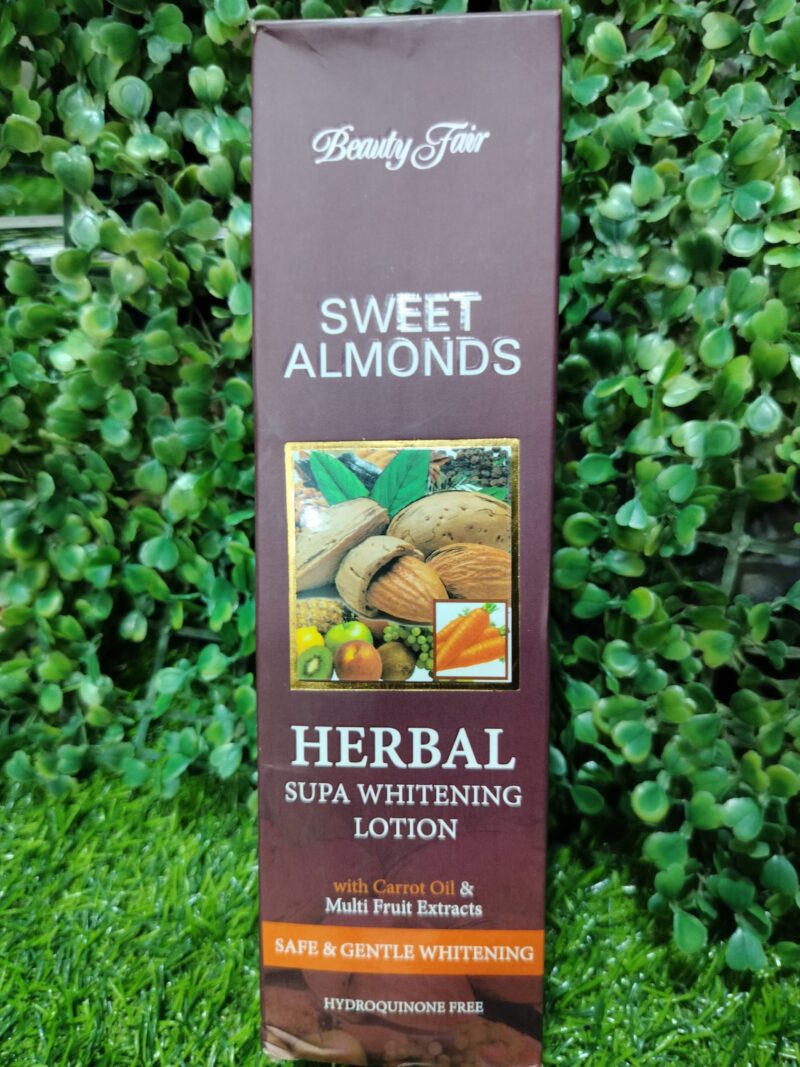 Beauty Fair
SWEET
ALMONDS
HERBAL
SUPA WHITENING
LOTION
with Carrot Oil &
Multi Fruit Extracts
SAFE & GENTLE WHITENING
HYDROQUINONE FREE